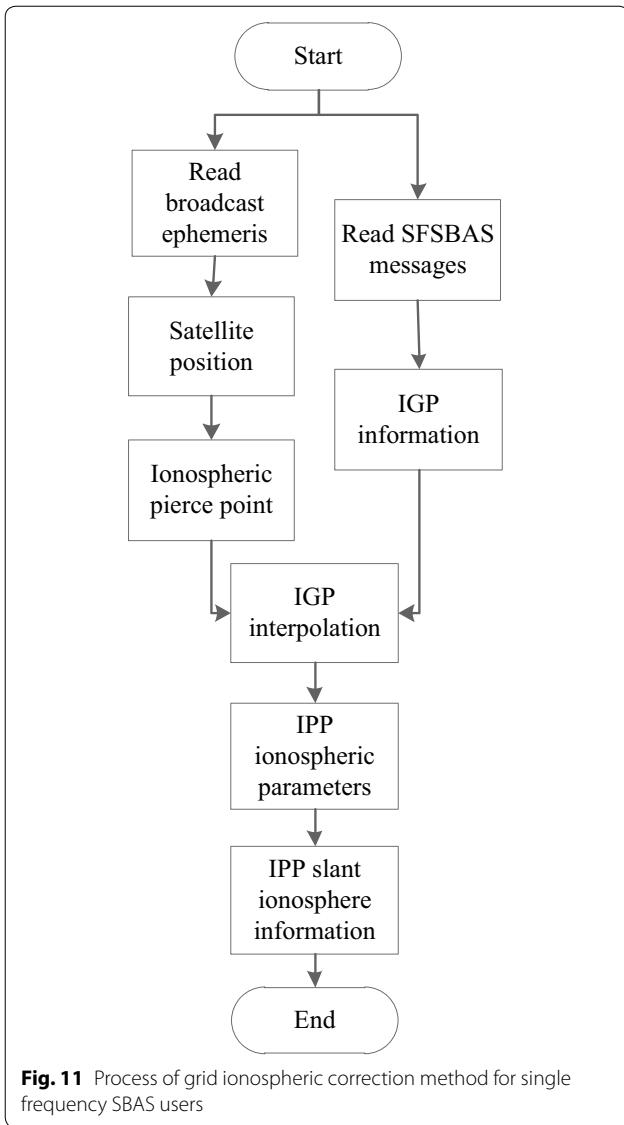 Start
Read
broadcast
ephemeris
Satellite
position
Ionospheric
pierce point
Read SFSBAS
messages
IGP
information
IGP
interpolation
IPP
ionospheric
parameters
IPP slant
ionosphere
information
End
Fig. 11 Process of grid ionospheric correction method for single
frequency SBAS users